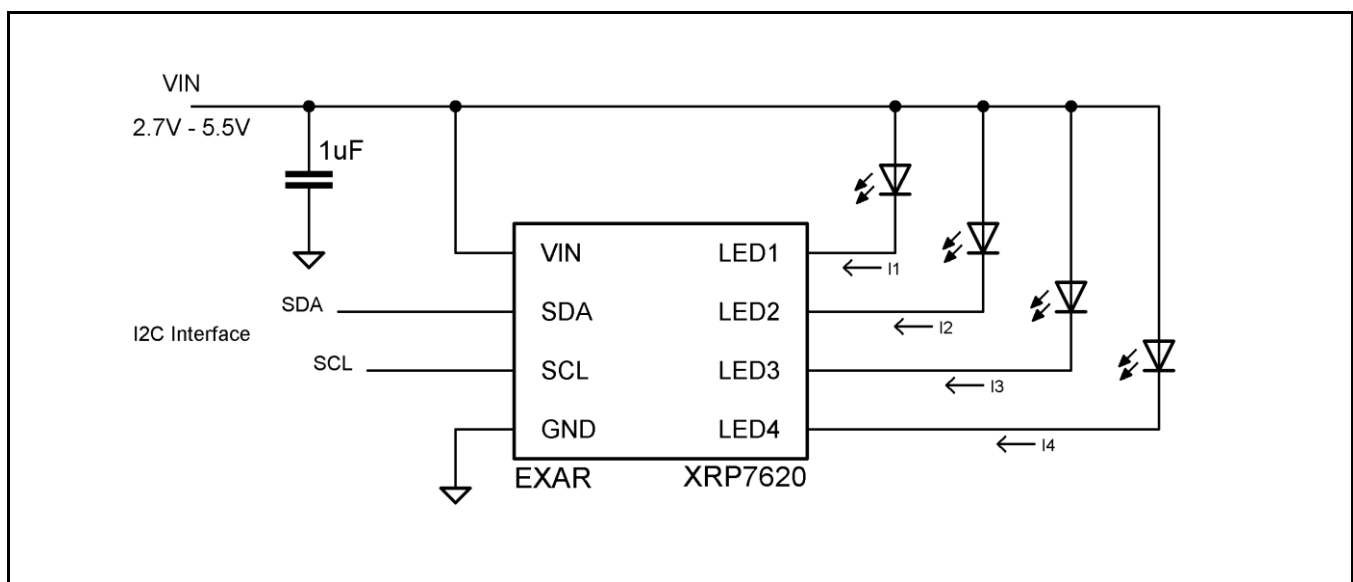 VIN
2.7V - 5.5V
1uF
VIN LED1
I1
SDA
SDA LED2
I2
I2C Interface
SCL
SCL LED3
I3
GND LED4
I4
EXAR XRP7620